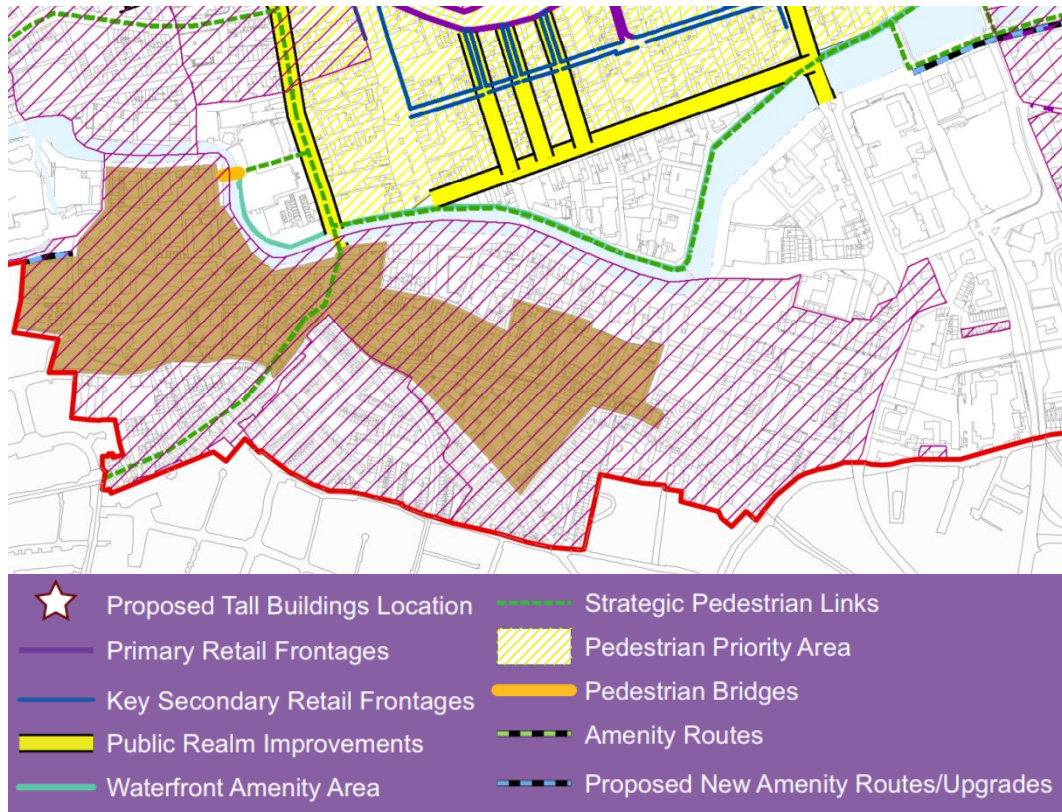 Proposed Tall Buildings Location
Primary Retail Frontages
Key Secondary Retail Frontages
Public Realm Improvements
Waterfront Amenity Area
Strategic Pedestrian Links
Pedestrian Priority Area
Pedestrian Bridges
Amenity Routes
Proposed New Amenity Routes/Upgrades